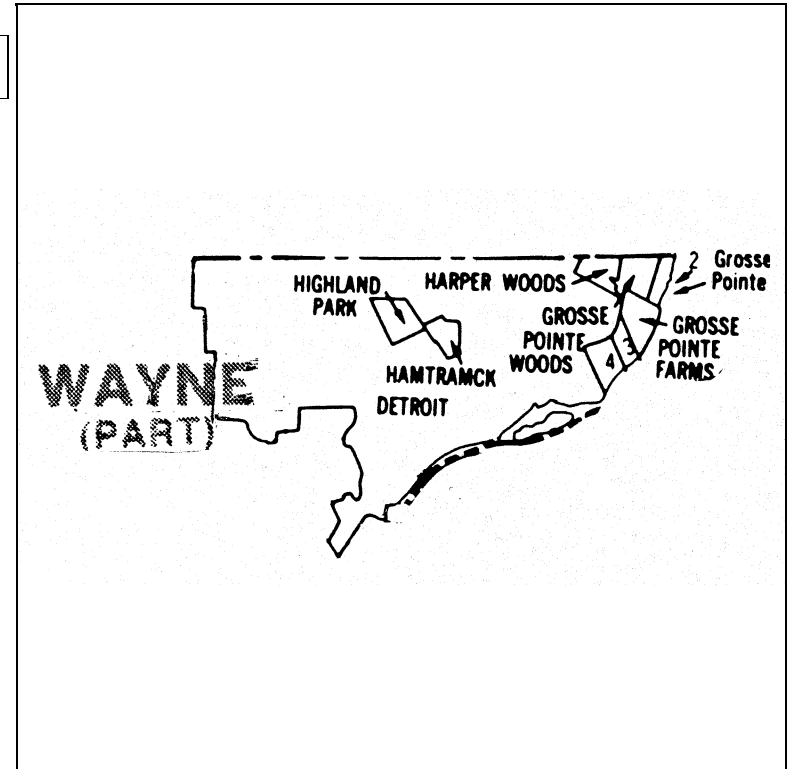 2 Grosse
Pointe
HIGHLAND
PARK
HARPER WOODS
GROSSE
POINTE
WOODS
GROSSE
POINTE
FARMS
3
4
HAMTRAMCK
DETROIT
WAYNE
(PART)